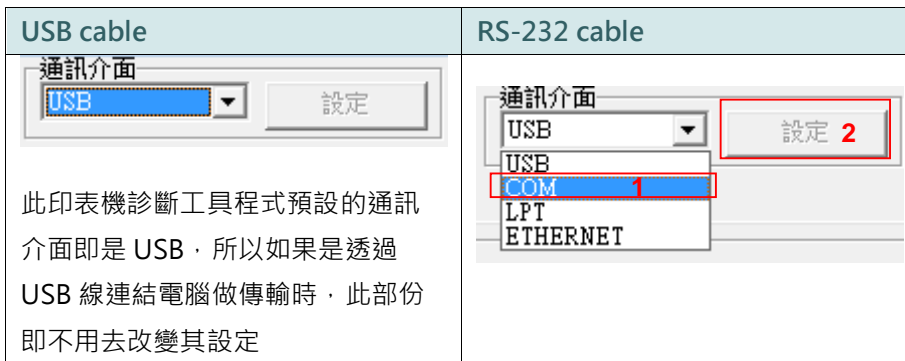 USB cable
通訊介面
USB
設定
此印表機診斷工具程式預設的通訊
介面即是 USB，所以如果是透過
USB 線連結電腦做傳輸時，此部份
即不用去改變其設定
RS-232 cable
通訊介面
USB
設定 2
USB
COM 1
LPT
ETHERNET